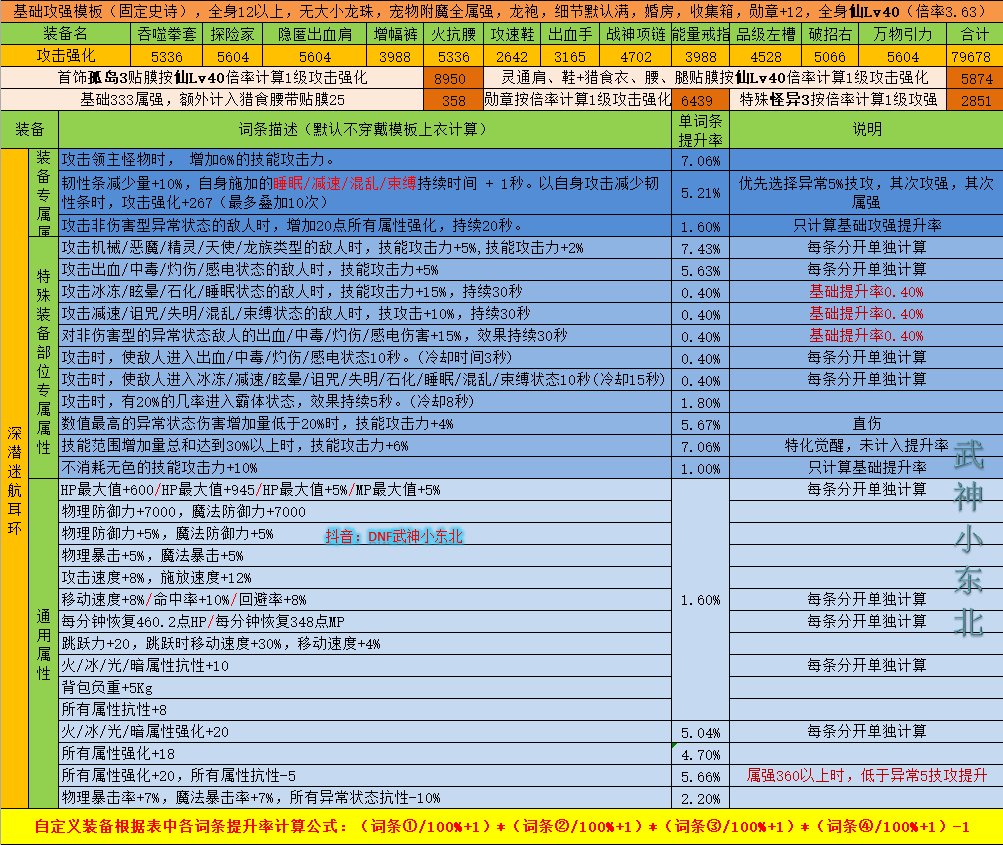 基础攻强模板（固定史诗），全身12以上，无大小龙珠，宠物附魔全属强，龙袍，细节默认满，婚房，收集箱，勋章+12，全身仙Lv40（倍率3.63）
装备名 吞噬拳套 探险家 隐匿出血肩 增幅裤 火抗腰 攻速鞋 出血手 战神项链 能量戒指 品级左槽 破招右 万物引力 合计
攻击强化 5336 5604 5604 3988 5336 2642 3165 4702 3988 4528 5066 5604 79678
首饰孤岛3贴膜按仙Lv40倍率计算1级攻击强化 8950 灵通肩、鞋+猎食衣、腰、腿贴膜按仙Lv40倍率计算1级攻击强化 5874
基础333属强，额外计入猎食腰带贴膜25 358 勋章按倍率计算1级攻击强化 6439 特殊怪异3按倍率计算1级攻强 2851
装备 词条描述（默认不穿戴模板上衣计算） 单词条提升率 说明
深潜迷航耳环
装备专属属
攻击领主怪物时， 增加6%的技能攻击力。 7.06%
韧性条减少量+10%，自身施加的睡眠/减速/混乱/束缚持续时间 + 1秒。以自身攻击减少韧性条时，攻击强化+267（最多叠加10次） 5.21% 优先选择异常5%技攻，其次攻强，其次属强
攻击非伤害型异常状态的敌人时，增加20点所有属性强化，持续20秒。 1.60% 只计算基础攻强提升率
特殊装备部位专属属性
攻击机械/恶魔/精灵/天使/龙族类型的敌人时，技能攻击力+5%,技能攻击力+2% 7.43% 每条分开单独计算
攻击出血/中毒/灼伤/感电状态的敌人时，技能攻击力+5% 5.63% 每条分开单独计算
攻击冰冻/眩晕/石化/睡眠状态的敌人时，技能攻击力+15%，持续30秒 0.40% 基础提升率0.40%
攻击减速/诅咒/失明/混乱/束缚状态的敌人时，技攻击+10%，持续30秒 0.40% 基础提升率0.40%
对非伤害型的异常状态敌人的出血/中毒/灼伤/感电伤害+15%，效果持续30秒 0.40% 基础提升率0.40%
攻击时，使敌人进入出血/中毒/灼伤/感电状态10秒。（冷却时间3秒） 0.40% 每条分开单独计算
攻击时，使敌人进入冰冻/减速/眩晕/诅咒/失明/石化/睡眠/混乱/束缚状态10秒(冷却15秒) 0.40% 每条分开单独计算
攻击时，有20%的几率进入霸体状态，效果持续5秒。（冷却8秒） 1.80%
数值最高的异常状态伤害增加量低于20%时，技能攻击力+4% 5.67% 直伤
技能范围增加量总和达到30%以上时，技能攻击力+6% 7.06% 特化觉醒，未计入提升率
不消耗无色的技能攻击力+10% 1.00% 只计算基础提升率
通用属性
HP最大值+600/HP最大值+945/HP最大值+5%/MP最大值+5% 每条分开单独计算
物理防御力+7000，魔法防御力+7000
物理防御力+5%，魔法防御力+5% 抖音：DNF武神小东北
物理暴击+5%，魔法暴击+5%
攻击速度+8%，施放速度+12%
移动速度+8%/命中率+10%/回避率+8% 1.60% 每条分开单独计算
每分钟恢复460.2点HP/每分钟恢复348点MP 每条分开单独计算
跳跃力+20，跳跃时移动速度+30%，移动速度+4%
火/冰/光/暗属性抗性+10 每条分开单独计算
背包负重+5Kg
所有属性抗性+8
火/冰/光/暗属性强化+20 5.04% 每条分开单独计算
所有属性强化+18 4.70%
所有属性强化+20，所有属性抗性-5 5.66% 属强360以上时，低于异常5技攻提升
物理暴击率+7%，魔法暴击率+7%，所有异常状态抗性-10% 2.20%
武神小东北
自定义装备根据表中各词条提升率计算公式：（词条①/100%+1）*（词条②/100%+1）*（词条③/100%+1）*（词条④/100%+1）-1